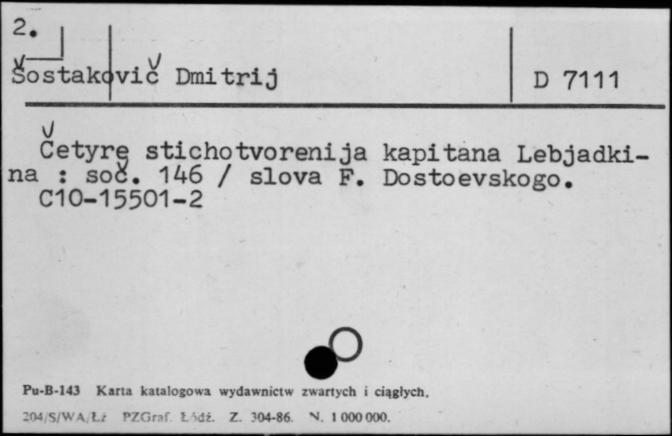 2.
Šostakovič Dmitrij
D 7111
Četyre stichotvorenija kapitana Lebjadki-
na : soč. 146 / slova F. Dostoevskogo.
C10-15501-2
Pu-B-143 Karta katalogowa wydawnictw zwartych i ciągłych.
204/S/WA/Łź PZGraf. Łódź. Z. 304-86. N. 1 000 000.